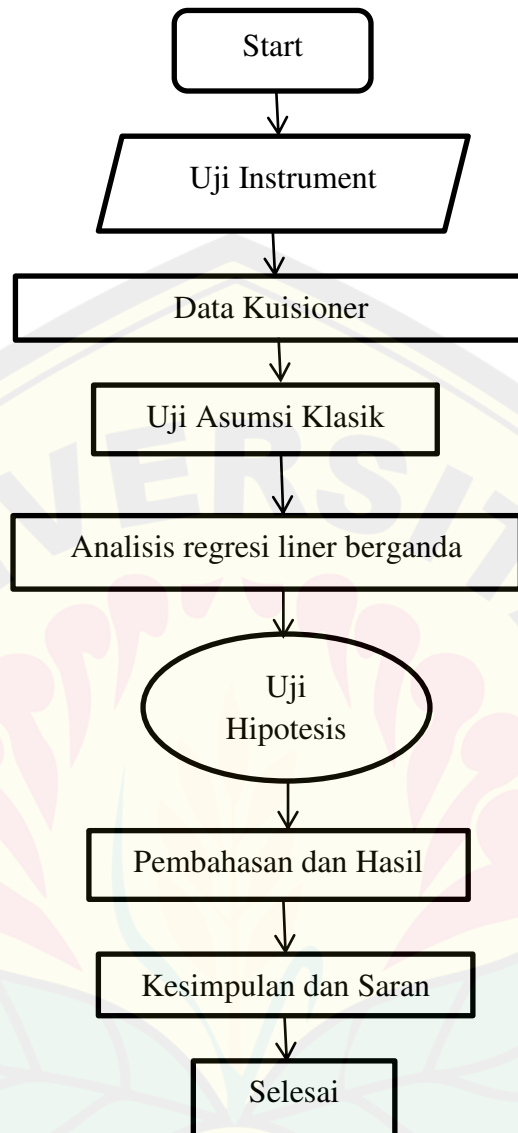 Start
Uji Instrument
Data Kuisioner
Uji Asumsi Klasik
Analisis regresi liner berganda
Uji
Hipotesis
Pembahasan dan Hasil
Kesimpulan dan Saran
Selesai